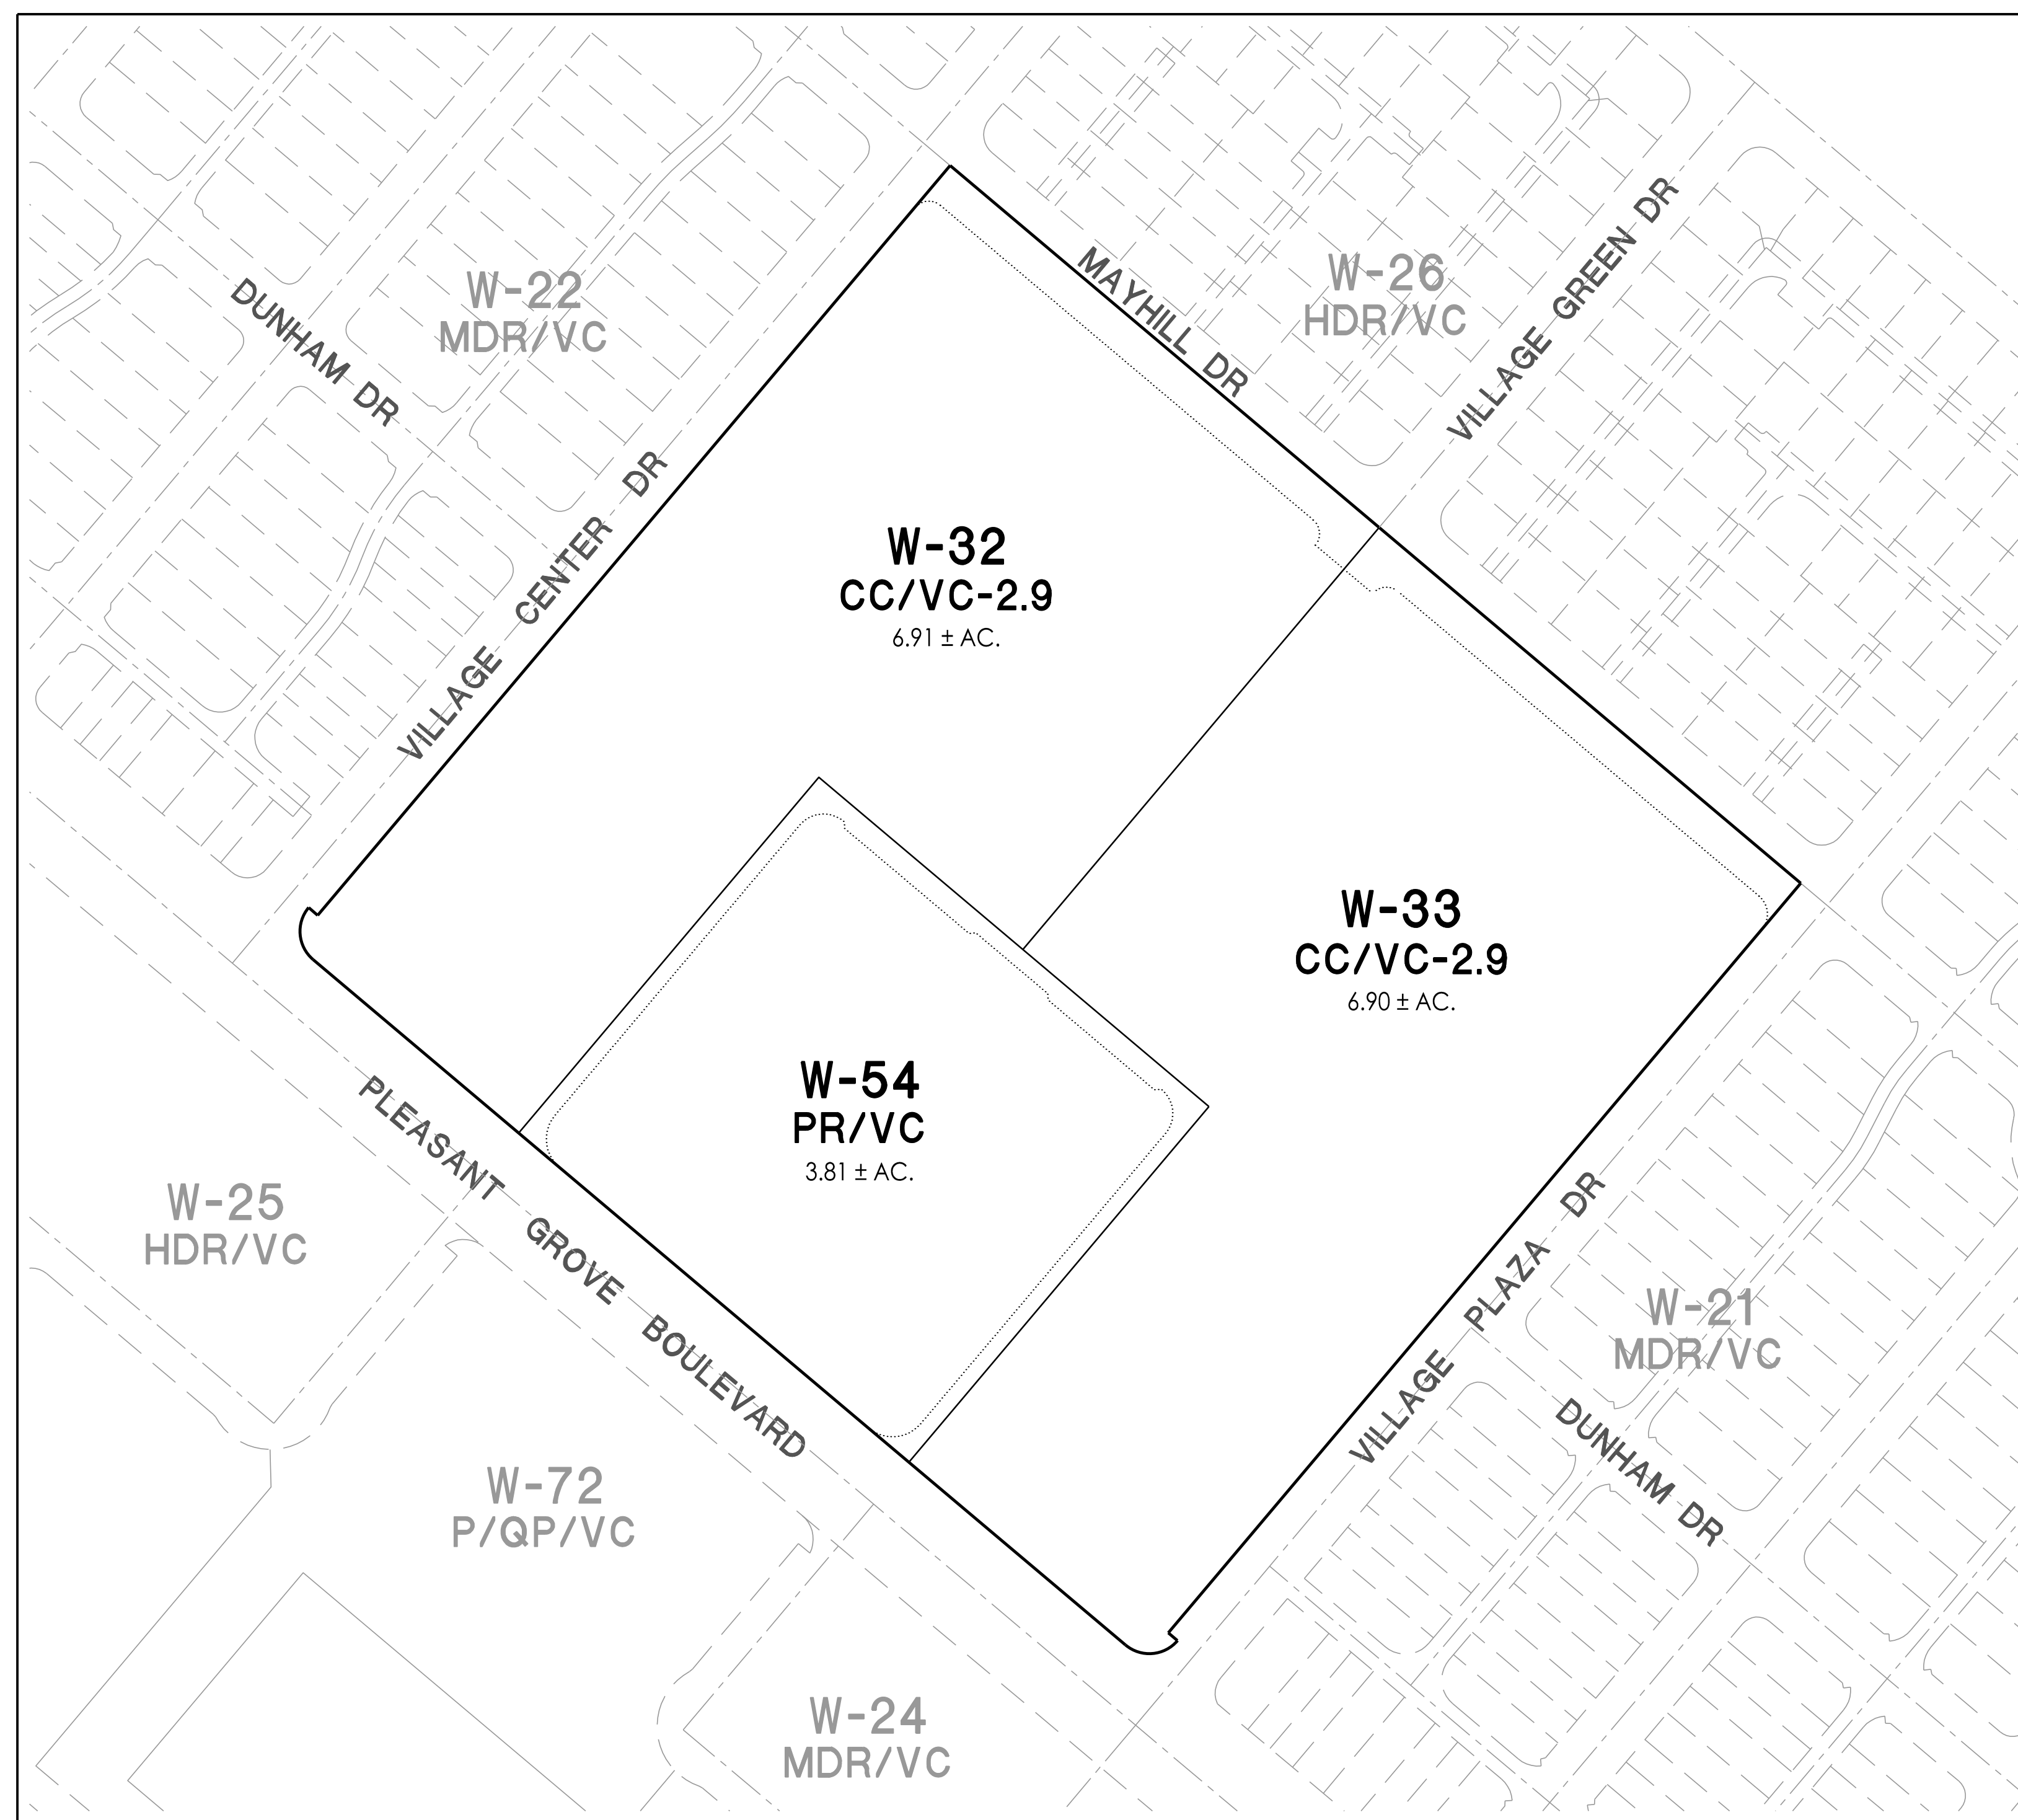 MAYHILL DR
W-26
HDR/VC
VILLAGE GREEN DR
W-22
MDR/VC
DUNHAM DR
VILLAGE CENTER DR
W-32
CC/VC-2.9
6.91 ± AC.
W-33
CC/VC-2.9
6.90 ± AC.
W-54
PR/VC
3.81 ± AC.
PLEASANT GROVE BOULEVARD
W-25
HDR/VC
VILLAGE PLAZA DR
W-21
MDR/VC
DUNHAM DR
W-72
P/QP/VC
W-24
MDR/VC